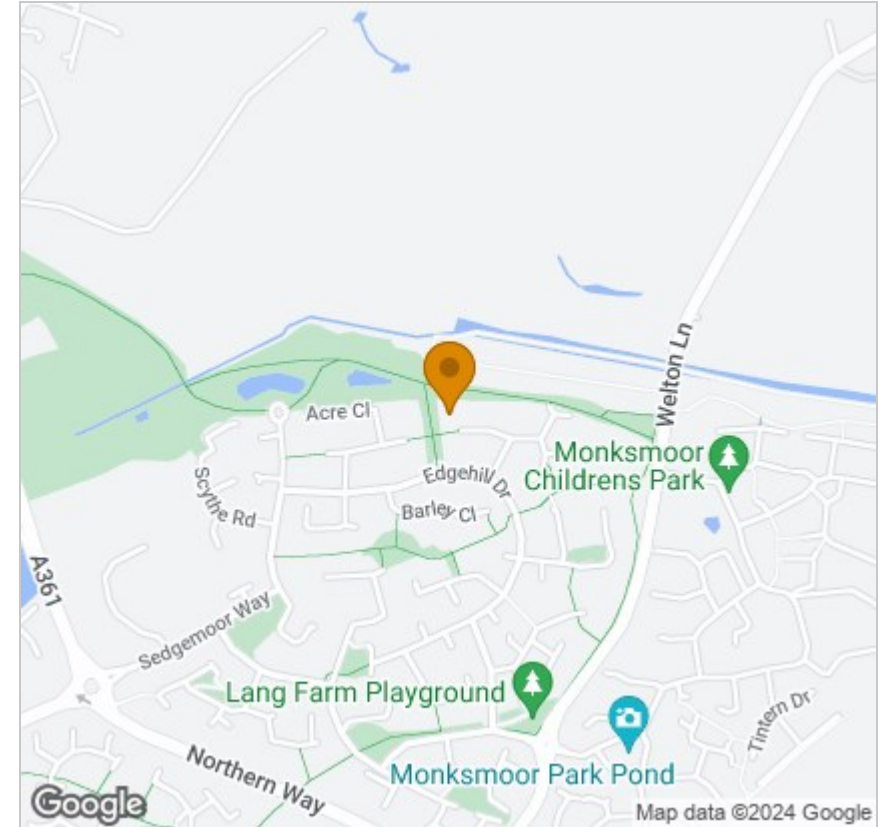 Welton Ln
Acre Cl
Monksmoor
Childrens Park
Edgehill Dr
Scythe Rd
Barley Cl
A361
Sedgemoor Way
Lang Farm Playground
Tintern Dr
Northern Way
Monksmoor Park Pond
Google
Map data ©2024 Google